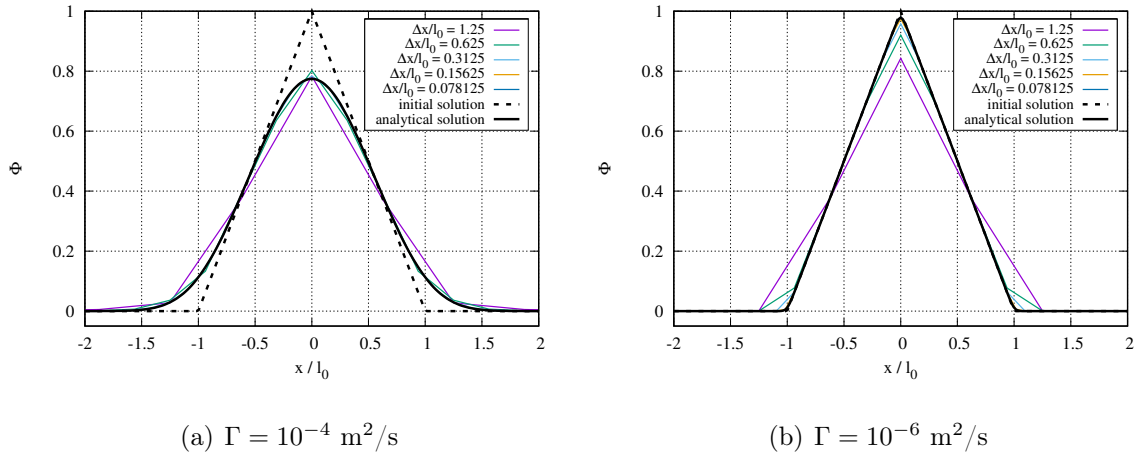 1
0.8
0.6
0.4
0.2
0
Φ
-2 -1.5 -1 -0.5 0 0.5 1 1.5 2
x / l0
Δx/l0 = 1.25
Δx/l0 = 0.625
Δx/l0 = 0.3125
Δx/l0 = 0.15625
Δx/l0 = 0.078125
initial solution
analytical solution
(a) Γ = 10⁻⁴ m²/s
1
0.8
0.6
0.4
0.2
0
Φ
-2 -1.5 -1 -0.5 0 0.5 1 1.5 2
x / l0
Δx/l0 = 1.25
Δx/l0 = 0.625
Δx/l0 = 0.3125
Δx/l0 = 0.15625
Δx/l0 = 0.078125
initial solution
analytical solution
(b) Γ = 10⁻⁶ m²/s